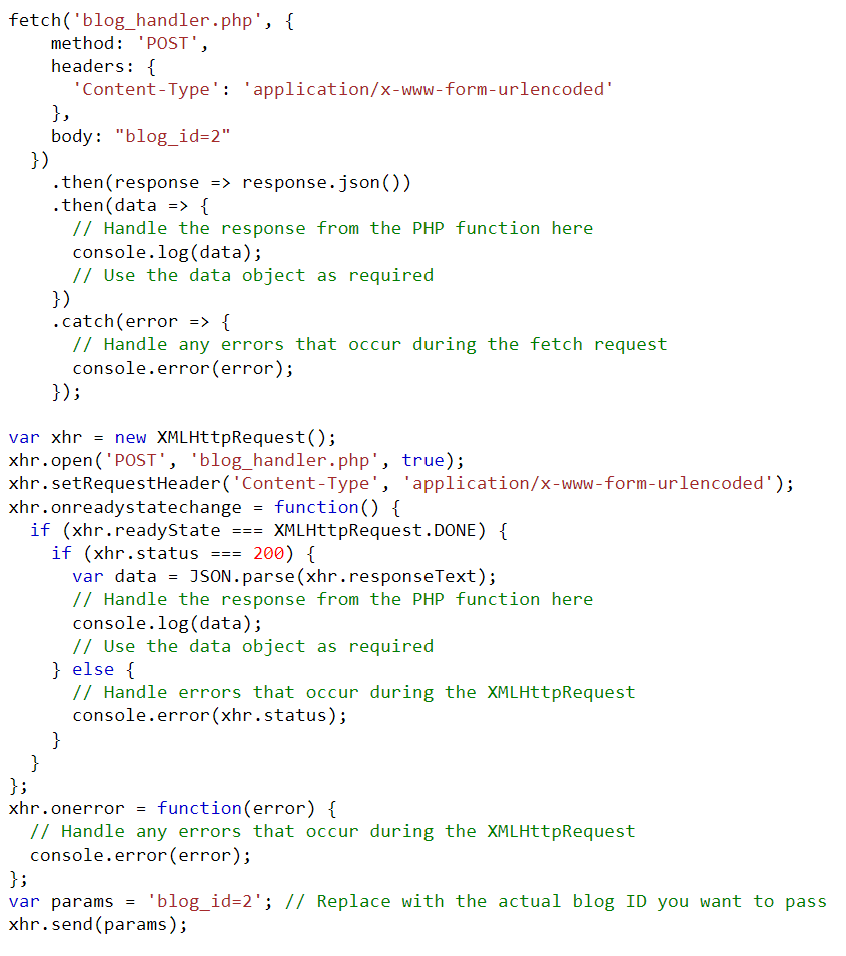 fetch('blog_handler.php', {
    method: 'POST',
    headers: {
      'Content-Type': 'application/x-www-form-urlencoded'
    },
    body: "blog_id=2"
  })
    .then(response => response.json())
    .then(data => {
      // Handle the response from the PHP function here
      console.log(data);
      // Use the data object as required
    })
    .catch(error => {
      // Handle any errors that occur during the fetch request
      console.error(error);
    });

var xhr = new XMLHttpRequest();
xhr.open('POST', 'blog_handler.php', true);
xhr.setRequestHeader('Content-Type', 'application/x-www-form-urlencoded');
xhr.onreadystatechange = function() {
  if (xhr.readyState === XMLHttpRequest.DONE) {
    if (xhr.status === 200) {
      var data = JSON.parse(xhr.responseText);
      // Handle the response from the PHP function here
      console.log(data);
      // Use the data object as required
    } else {
      // Handle errors that occur during the XMLHttpRequest
      console.error(xhr.status);
    }
  }
};
xhr.onerror = function(error) {
  // Handle any errors that occur during the XMLHttpRequest
  console.error(error);
};
var params = 'blog_id=2'; // Replace with the actual blog ID you want to pass
xhr.send(params);